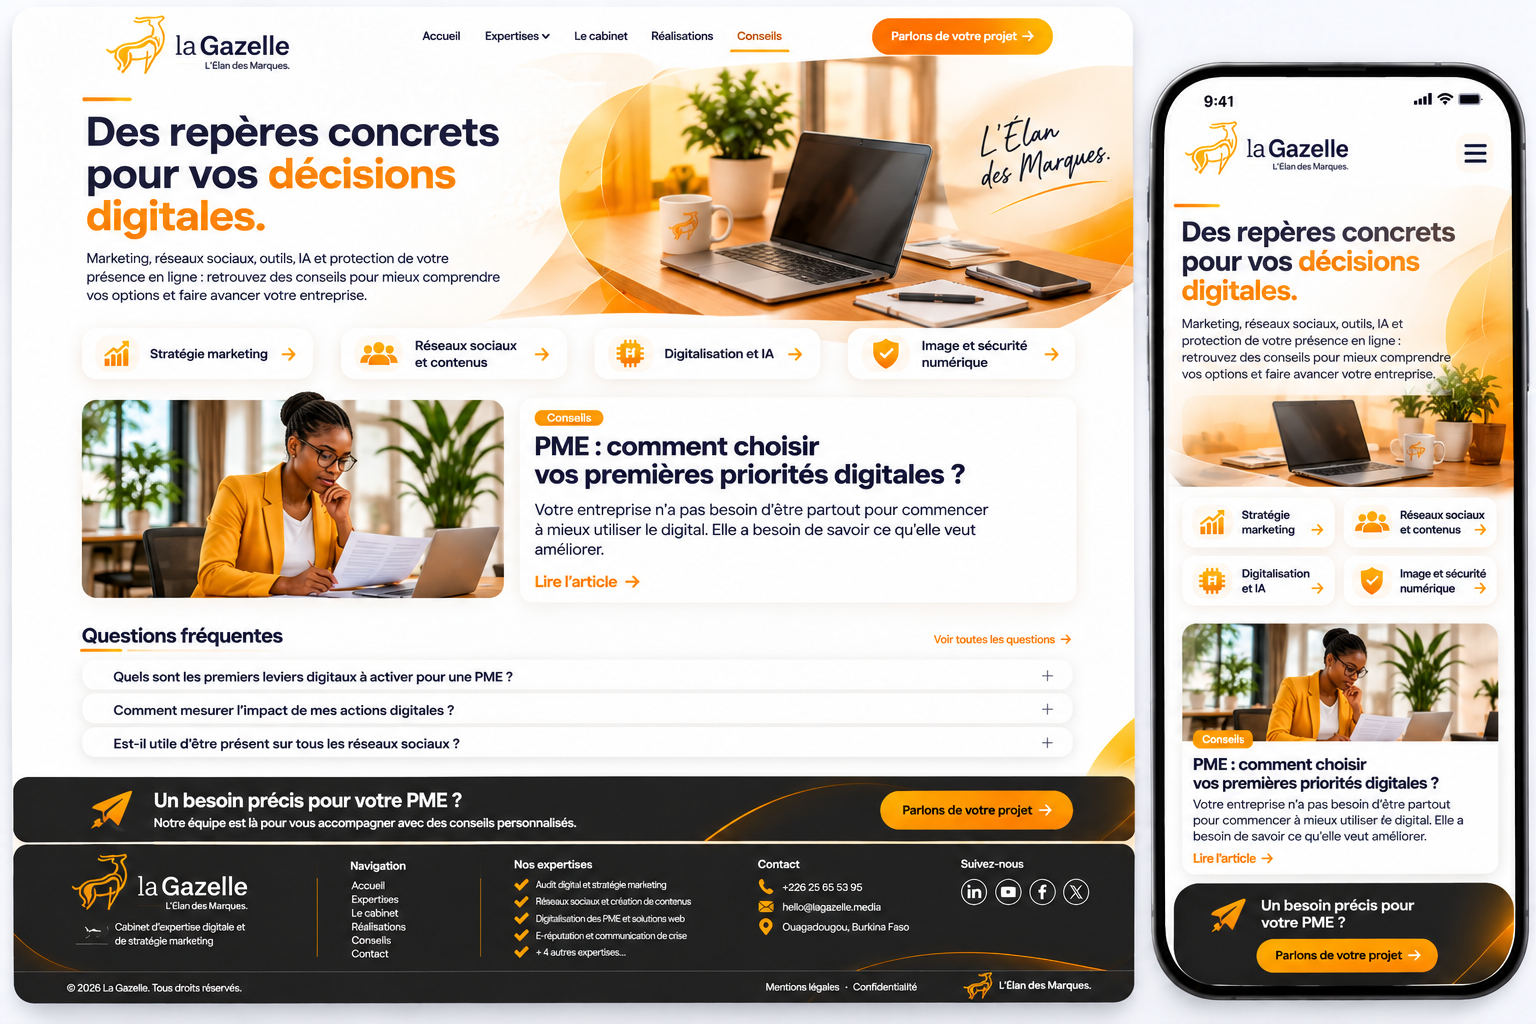 la Gazelle
L'Élan des Marques.
Accueil
Expertises
Le cabinet
Réalisations
Conseils
Parlons de votre projet →
Des repères concrets
pour vos décisions
digitales.
Marketing, réseaux sociaux, outils, IA et protection de votre
présence en ligne : retrouvez des conseils pour mieux comprendre
vos options et faire avancer votre entreprise.
L'Élan
des Marques.
Stratégie marketing →
Réseaux sociaux
et contenus →
Digitalisation et IA →
Image et sécurité
numérique →
Conseils
PME : comment choisir
vos premières priorités digitales ?
Votre entreprise n'a pas besoin d'être partout pour commencer
à mieux utiliser le digital. Elle a besoin de savoir ce qu'elle veut
améliorer.
Lire l'article →
Questions fréquentes
Voir toutes les questions →
Quels sont les premiers leviers digitaux à activer pour une PME ? +
Comment mesurer l'impact de mes actions digitales ? +
Est-il utile d'être présent sur tous les réseaux sociaux ? +
Un besoin précis pour votre PME ?
Notre équipe est là pour vous accompagner avec des conseils personnalisés.
Parlons de votre projet →
la Gazelle
L'Élan des Marques.
Cabinet d'expertise digitale et
de stratégie marketing
Navigation
Accueil
Expertises
Le cabinet
Réalisations
Conseils
Contact
Nos expertises
Audit digital et stratégie marketing
Réseaux sociaux et création de contenus
Digitalisation des PME et solutions web
E-réputation et communication de crise
+ 4 autres expertises...
Contact
+226 25 65 53 95
hello@lagazelle.media
Ouagadougou, Burkina Faso
Suivez-nous
in
f
X
© 2026 La Gazelle. Tous droits réservés.
Mentions légales · Confidentialité
L'Élan des Marques.
9:41
la Gazelle
L'Élan des Marques.
Des repères concrets
pour vos décisions
digitales.
Marketing, réseaux sociaux, outils, IA et
protection de votre présence en ligne :
retrouvez des conseils pour mieux comprendre
vos options et faire avancer votre entreprise.
Stratégie
marketing →
Réseaux sociaux
et contenus →
Digitalisation
et IA →
Image et sécurité
numérique →
Conseils
PME : comment choisir
vos premières priorités digitales ?
Votre entreprise n'a pas besoin d'être partout
pour commencer à mieux utiliser le digital. Elle a
besoin de savoir ce qu'elle veut améliorer.
Lire l'article →
Un besoin précis pour
votre PME ?
Parlons de votre projet →